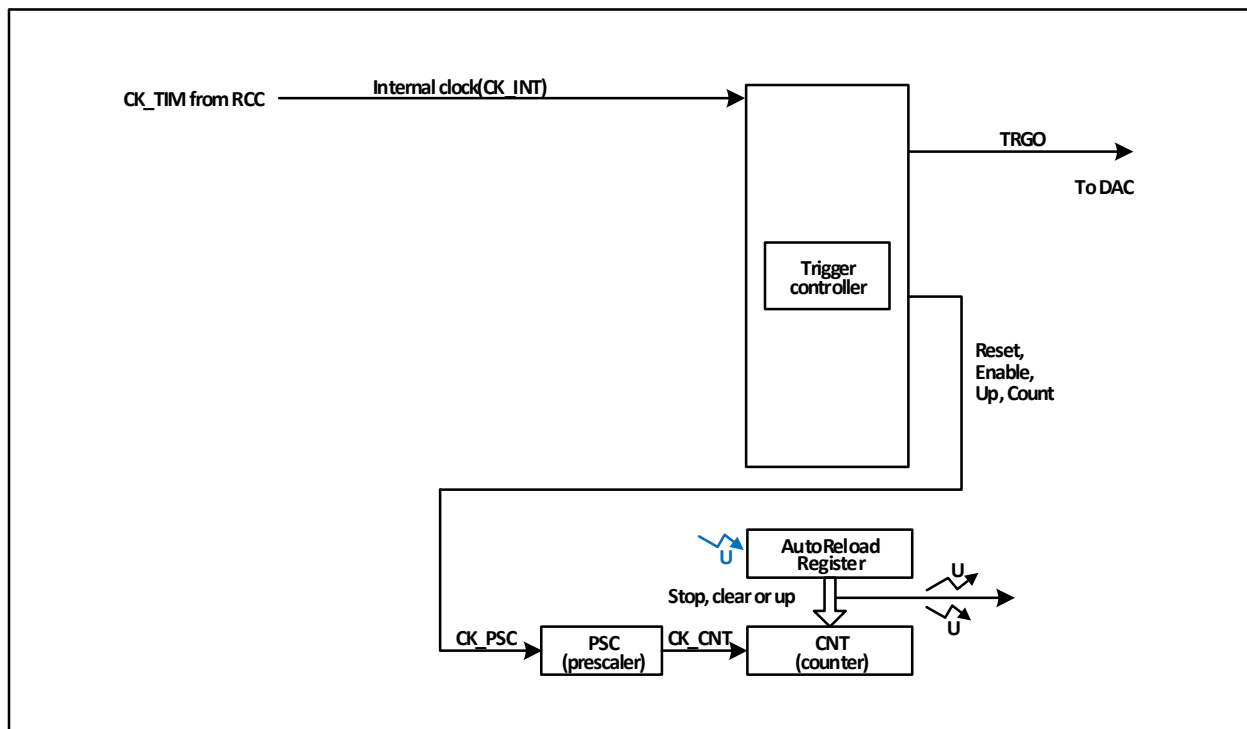 CK_TIM from RCC
Internal clock(CK_INT)
TRGO
To DAC
Trigger
controller
Reset,
Enable,
Up, Count
U
AutoReload
Register
Stop, clear or up
U
U
CK_PSC
PSC
(prescaler)
CK_CNT
CNT
(counter)